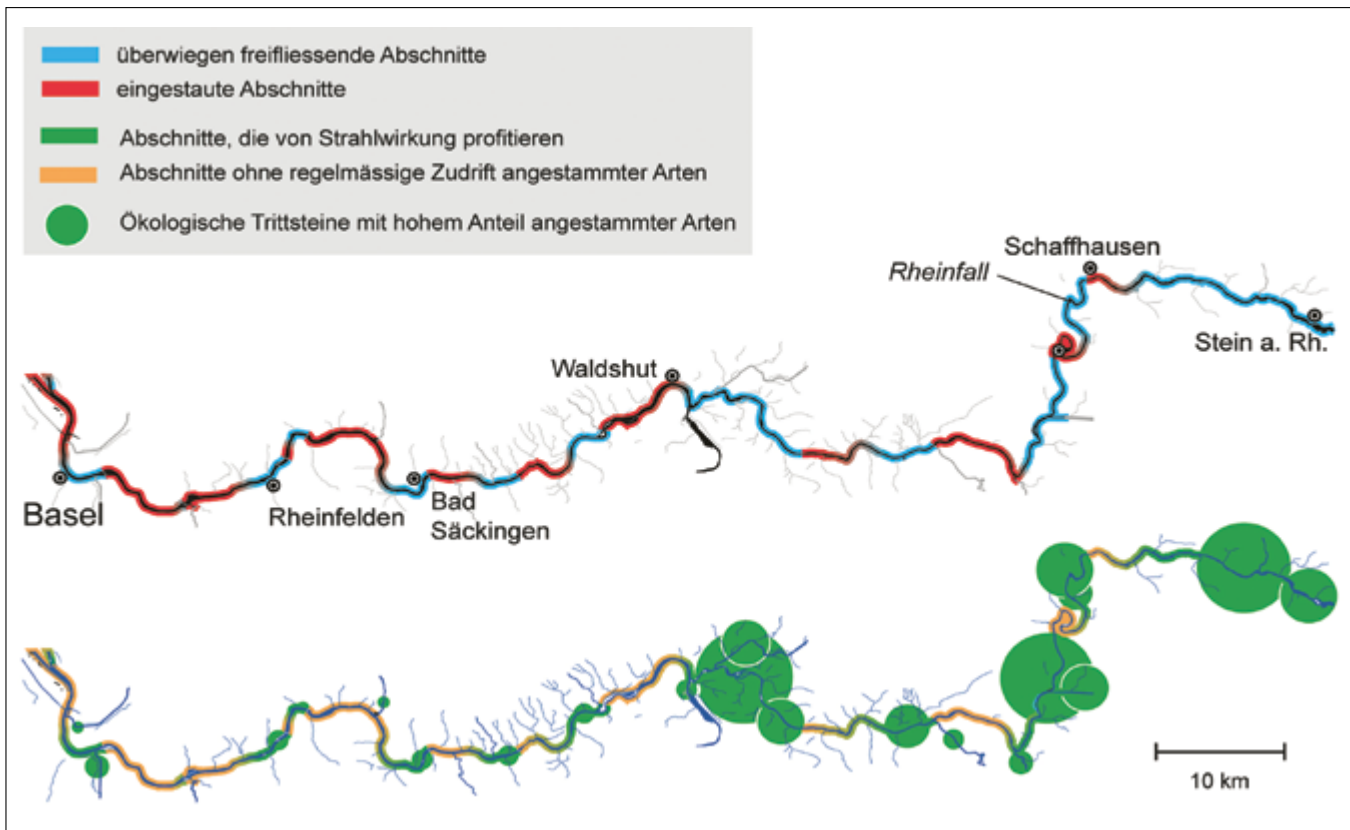 überwiegen freifliessende Abschnitte
eingestaute Abschnitte
Abschnitte, die von Strahlwirkung profitieren
Abschnitte ohne regelmässige Zudrift angestammter Arten
Ökologische Trittsteine mit hohem Anteil angestammter Arten
Schaffhausen
Rheinfall
Stein a. Rh.
Waldshut
Basel
Rheinfelden
Bad
Säckingen
10 km